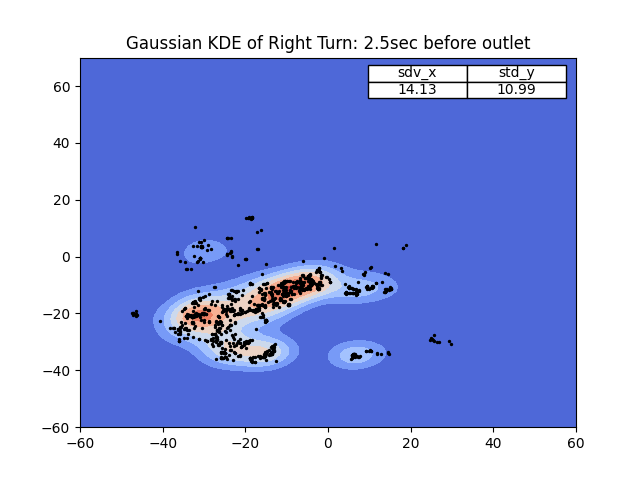 Gaussian KDE of Right Turn: 2.5sec before outlet
sdv_x std_y
14.13 10.99
60
40
20
0
−20
−40
−60
−60 −40 −20 0 20 40 60